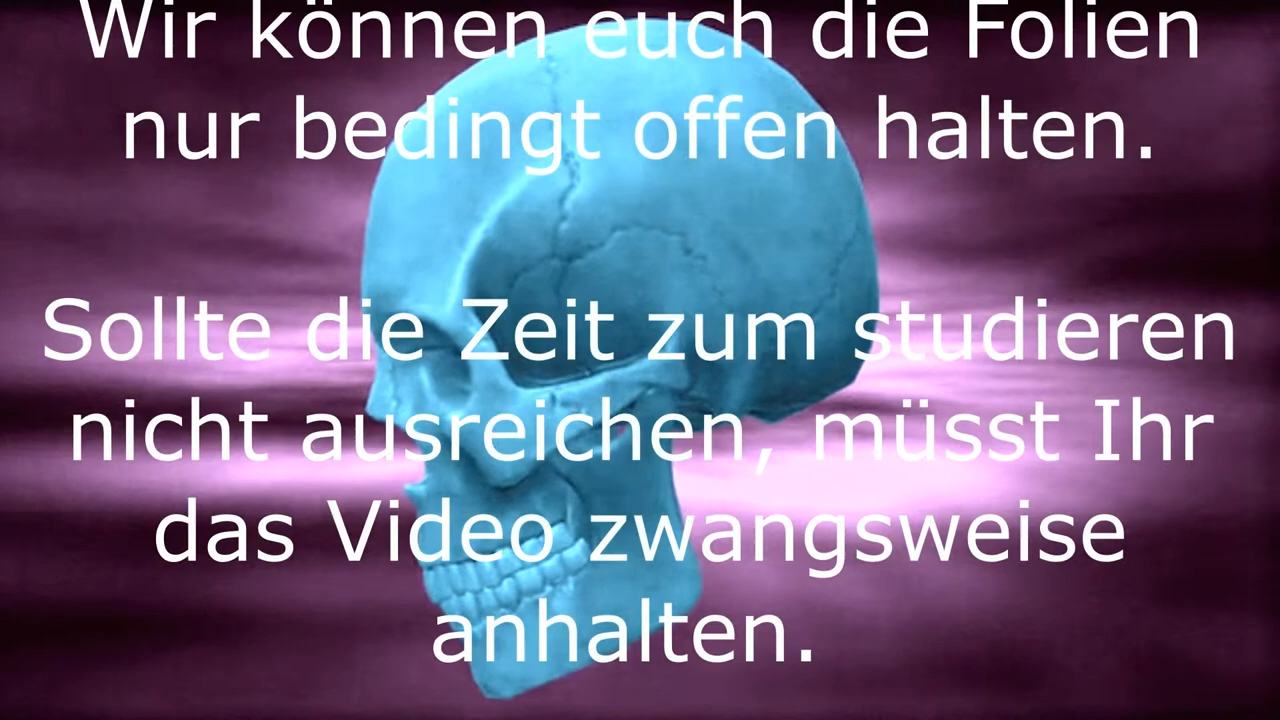 Wir können euch die Folien
nur bedingt offen halten.
Sollte die Zeit zum studieren
nicht ausreichen, müsst Ihr
das Video zwangsweise
anhalten.